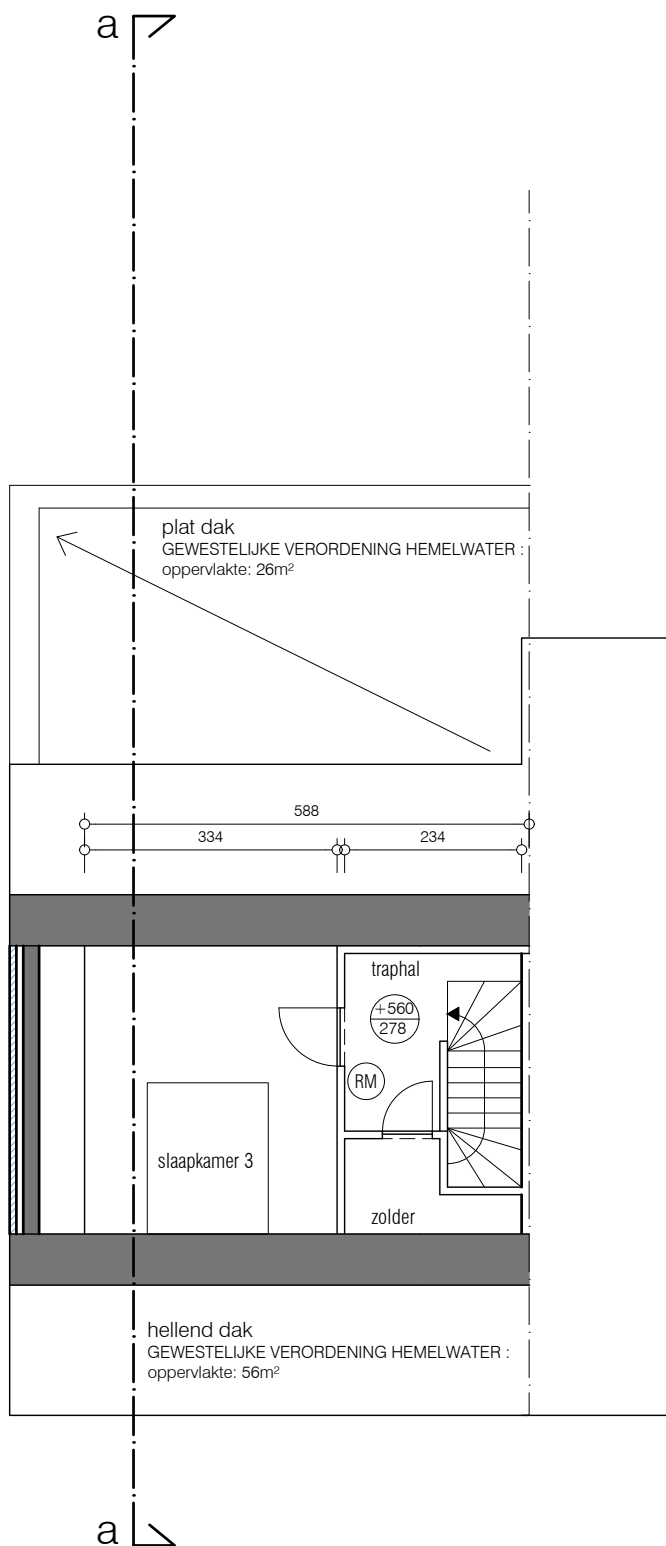 a
plat dak
GEWESTELIJKE VERORDENING HEMELWATER :
oppervlakte: 26m²
588
334
234
traphal
+560
278
RM
slaapkamer 3
zolder
hellend dak
GEWESTELIJKE VERORDENING HEMELWATER :
oppervlakte: 56m²
a